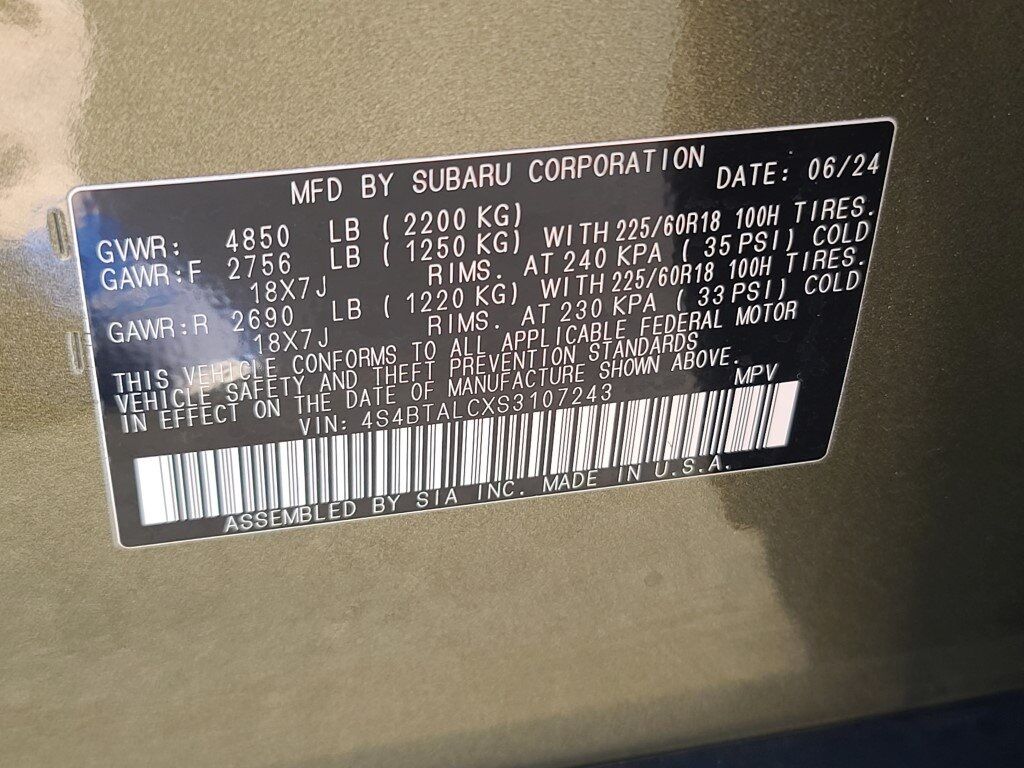 MFD BY SUBARU CORPORATION DATE: 06/24
GVWR: 4850 LB ( 2200 KG)
GAWR:F 2756 LB ( 1250 KG) WITH 225/60R18 100H TIRES.
18X7J RIMS. AT 240 KPA ( 35 PSI) COLD
GAWR:R 2690 LB ( 1220 KG) WITH 225/60R18 100H TIRES.
18X7J RIMS. AT 230 KPA ( 33 PSI) COLD
THIS VEHICLE CONFORMS TO ALL APPLICABLE FEDERAL MOTOR
VEHICLE SAFETY AND THEFT PREVENTION STANDARDS
IN EFFECT ON THE DATE OF MANUFACTURE SHOWN ABOVE.
VIN: 4S4BTALCXS3107243 MPV
ASSEMBLED BY SIA INC. MADE IN U.S.A.